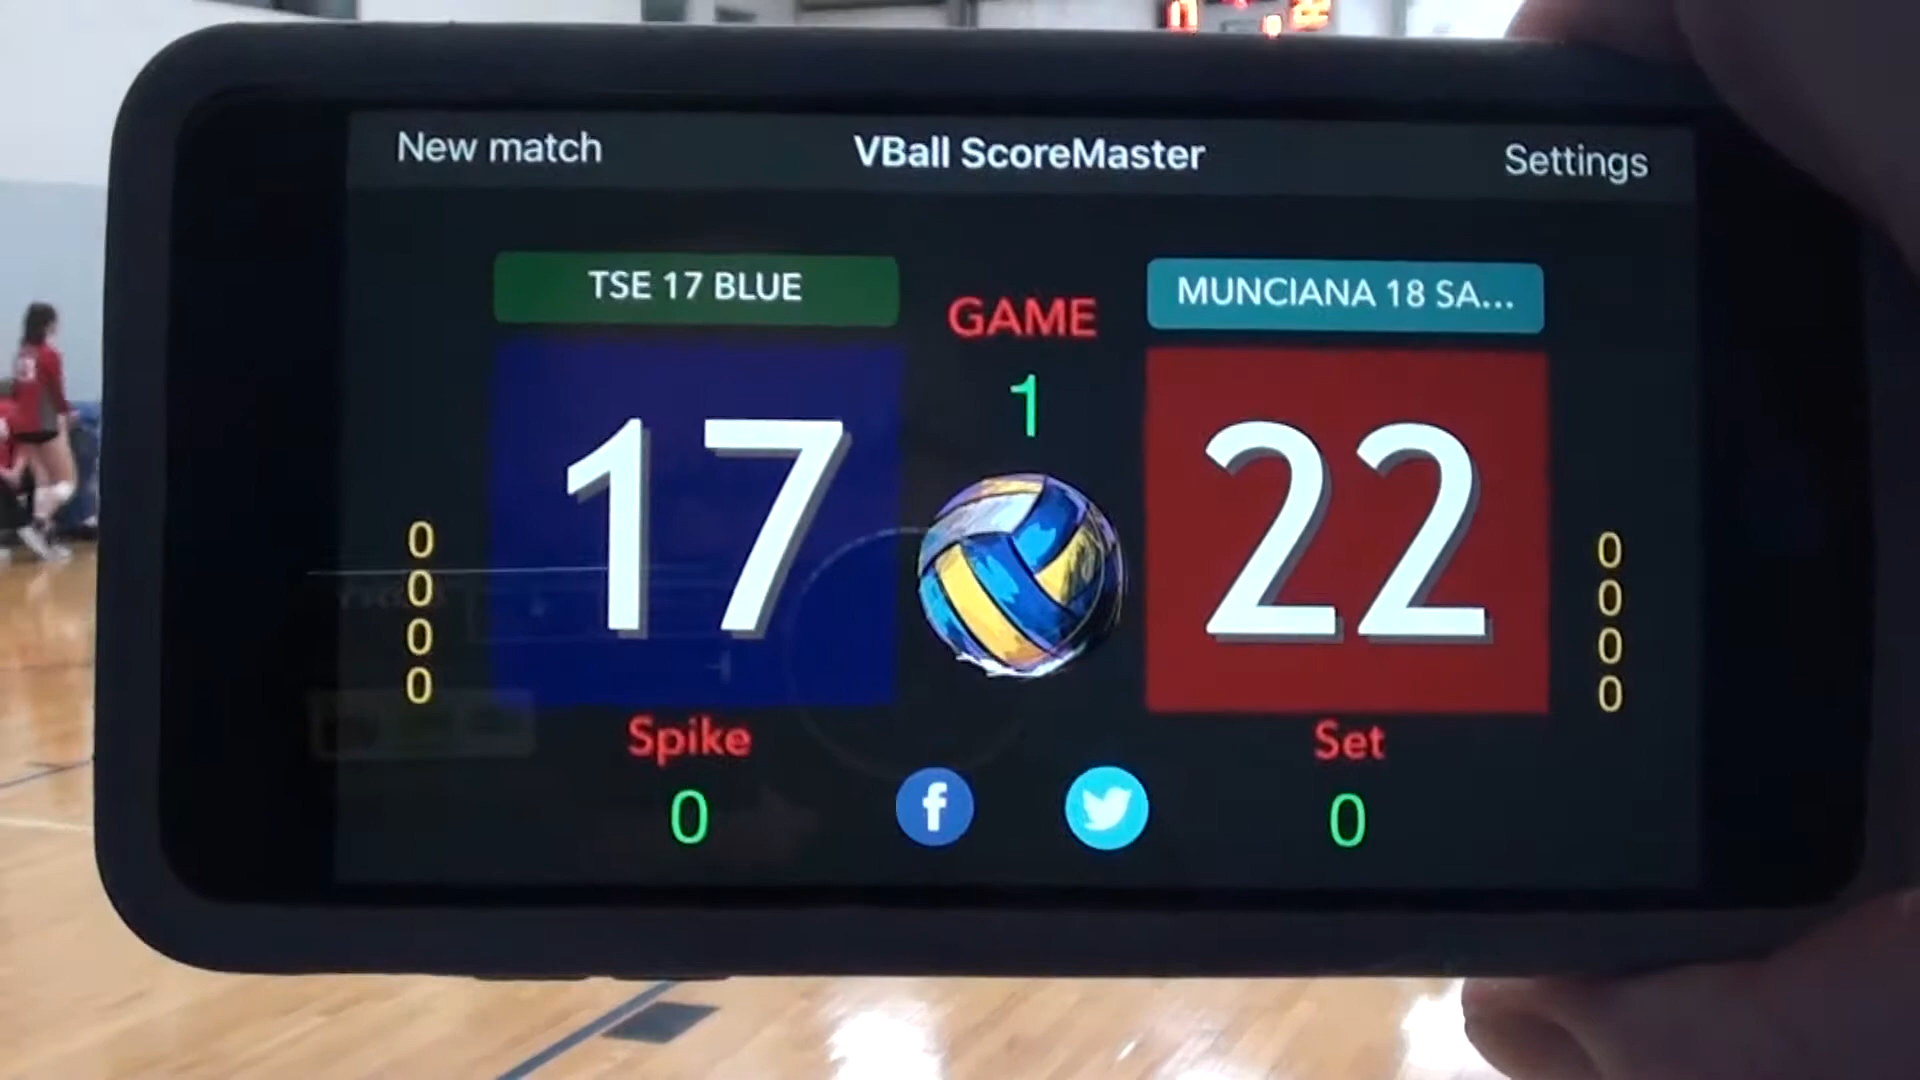 New match
VBall ScoreMaster
Settings
TSE 17 BLUE
GAME
MUNCIANA 18 SA...
1
17
22
0
0
0
0
0
0
0
0
Spike
Set
0
f
0